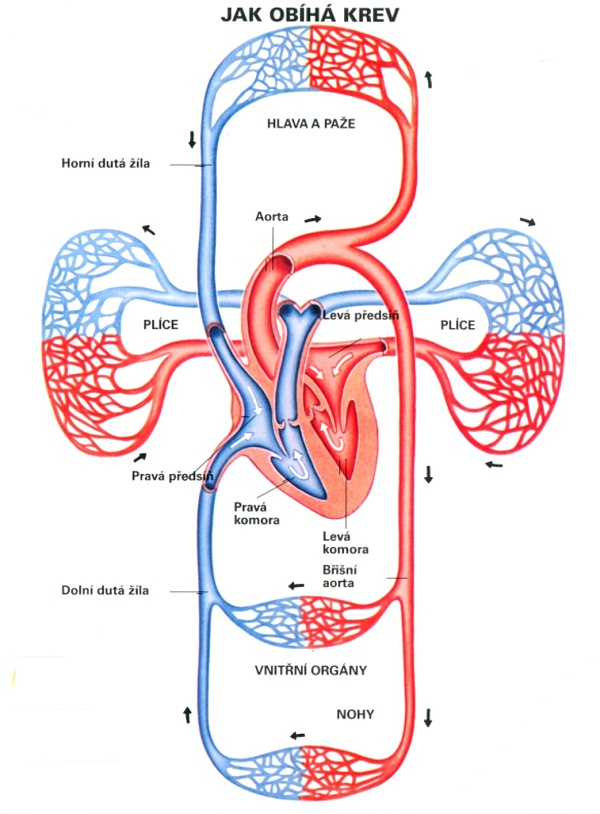 JAK OBÍHÁ KREV
HLAVA A PAŽE
Horní dutá žíla
Aorta
Levá předsíň
PLÍCE
PLÍCE
Pravá předsíň
Pravá
komora
Levá
komora
Břišní
aorta
Dolní dutá žíla
VNITŘNÍ ORGÁNY
NOHY